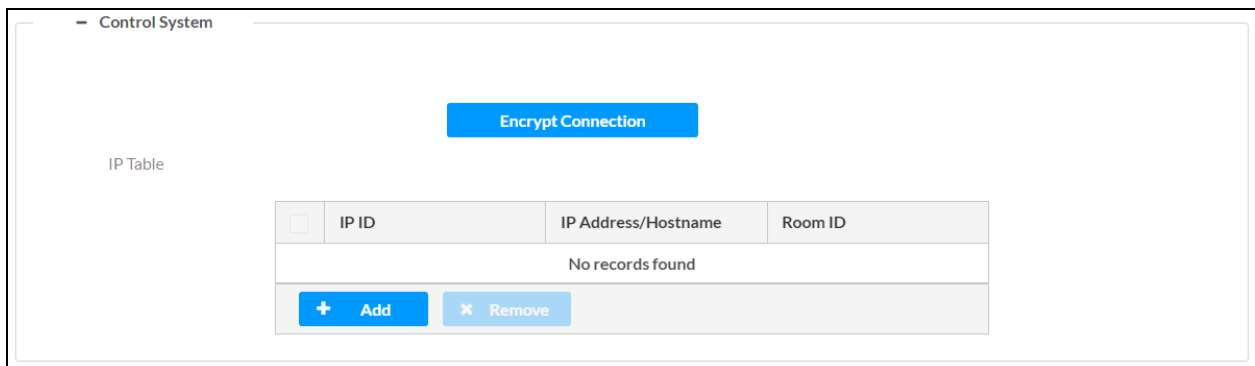 − Control System
Encrypt Connection
IP Table
IP ID IP Address/Hostname Room ID
No records found
+ Add ✖ Remove